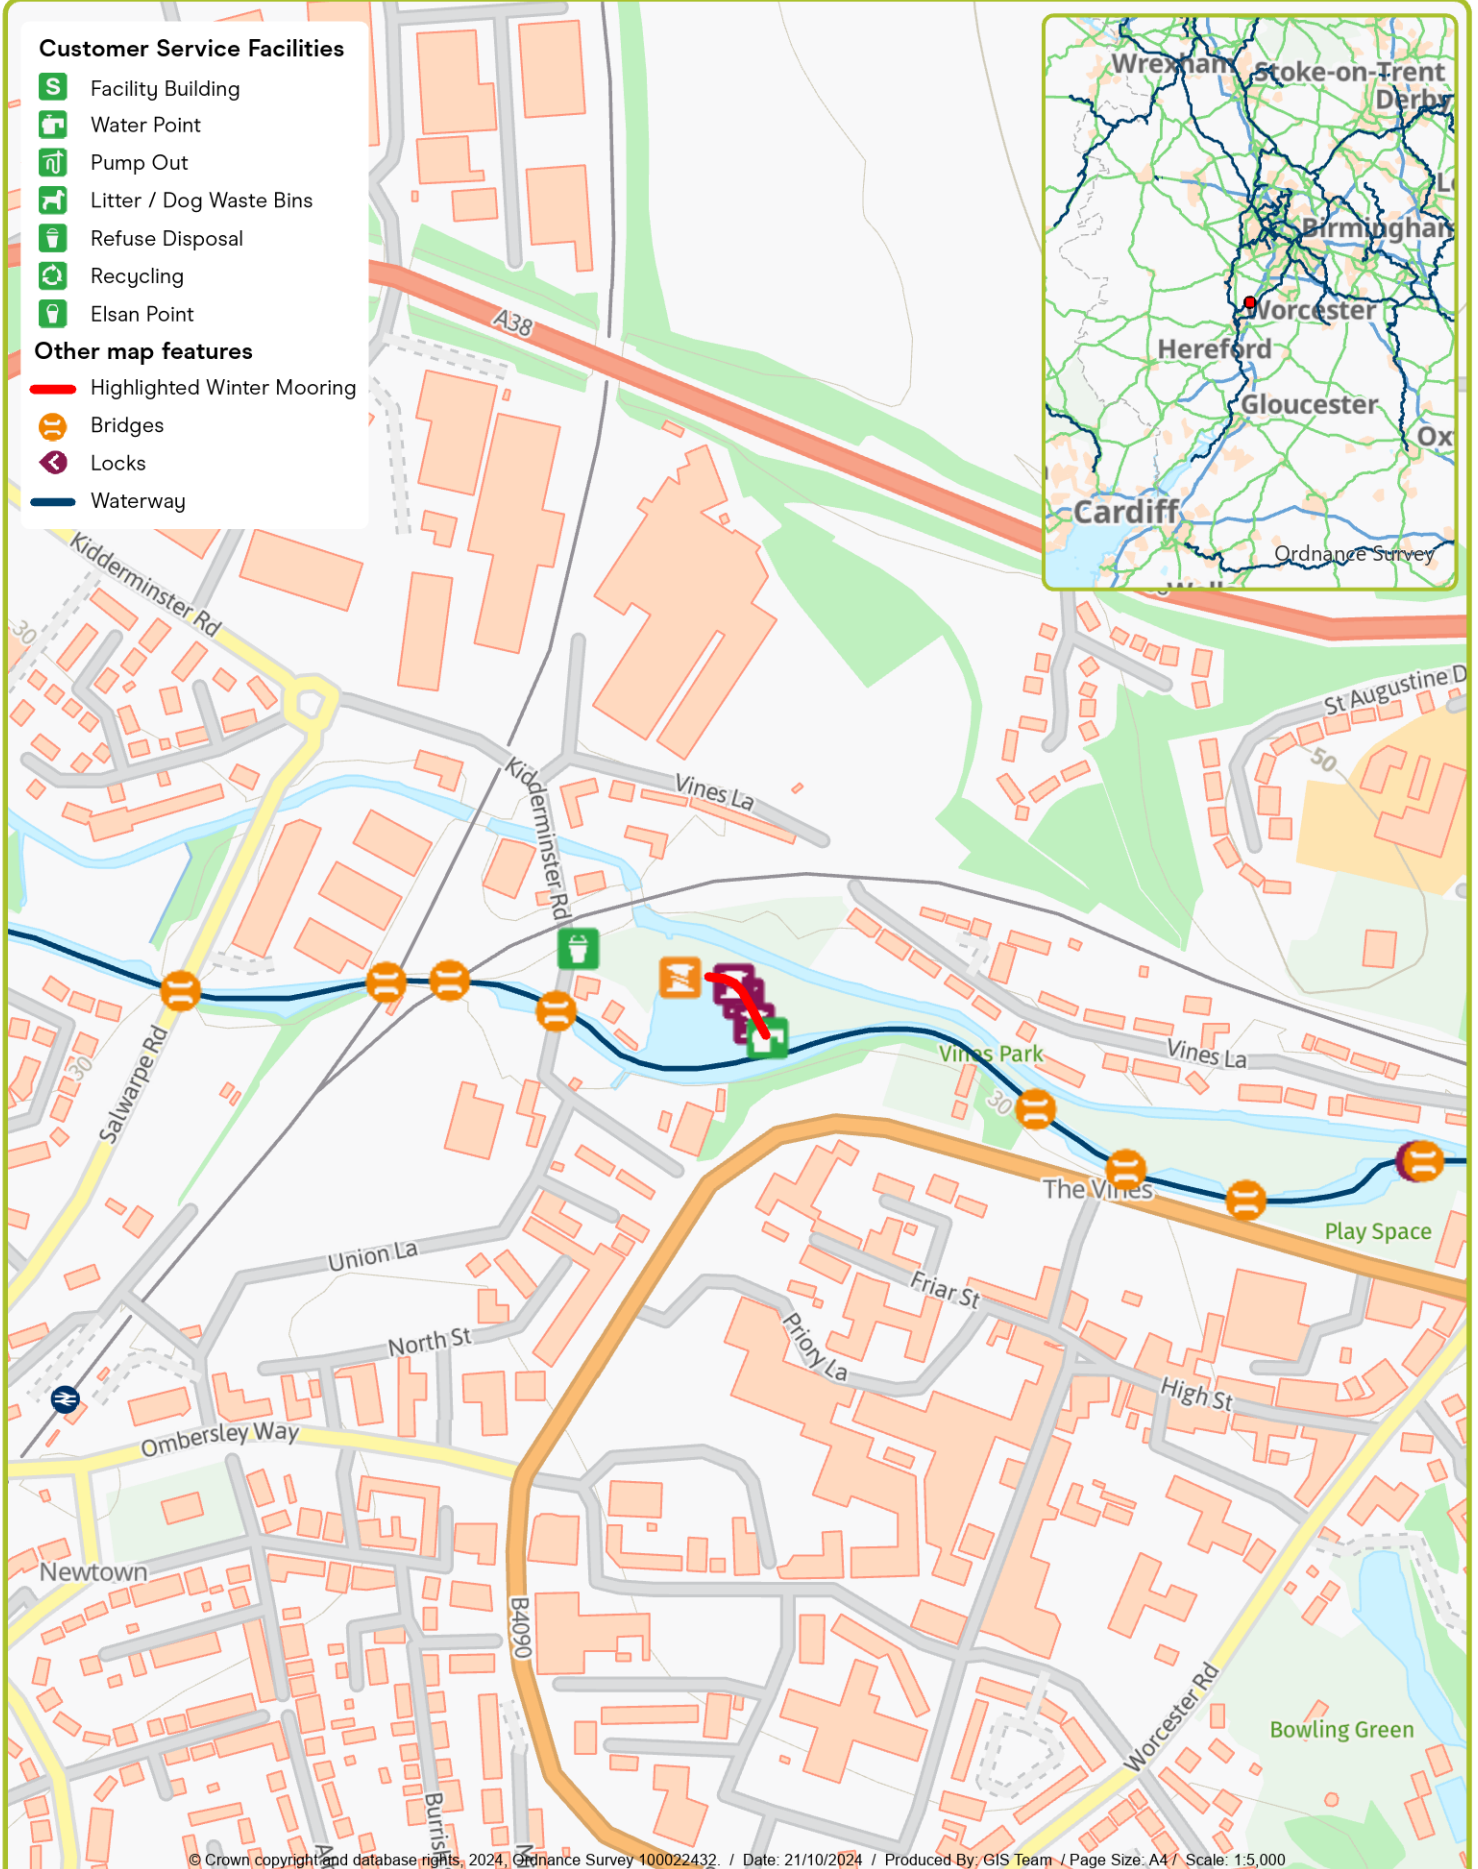 Customer Service Facilities
S
Facility Building
Water Point
Pump Out
Litter / Dog Waste Bins
Refuse Disposal
Recycling
Elsan Point
Other map features
Highlighted Winter Mooring
Bridges
Locks
Waterway
Wrexham
Stoke-on-Trent
Derby
Birmingham
Worcester
Hereford
Gloucester
Ox
Cardiff
Ordnance Survey
A38
Kidderminster Rd
30
St Augustine D
50
Kidderminster Rd
Vines La
Salwarpe Rd
30
Vines Park
Vines La
30
The Vines
Play Space
Union La
Friar St
North St
Priory La
High St
Ombersley Way
Newtown
B4090
Worcester Rd
Bowling Green
Burrish
© Crown copyright and database rights, 2024, Ordnance Survey 100022432. / Date: 21/10/2024 / Produced By: GIS Team / Page Size: A4 / Scale: 1:5,000